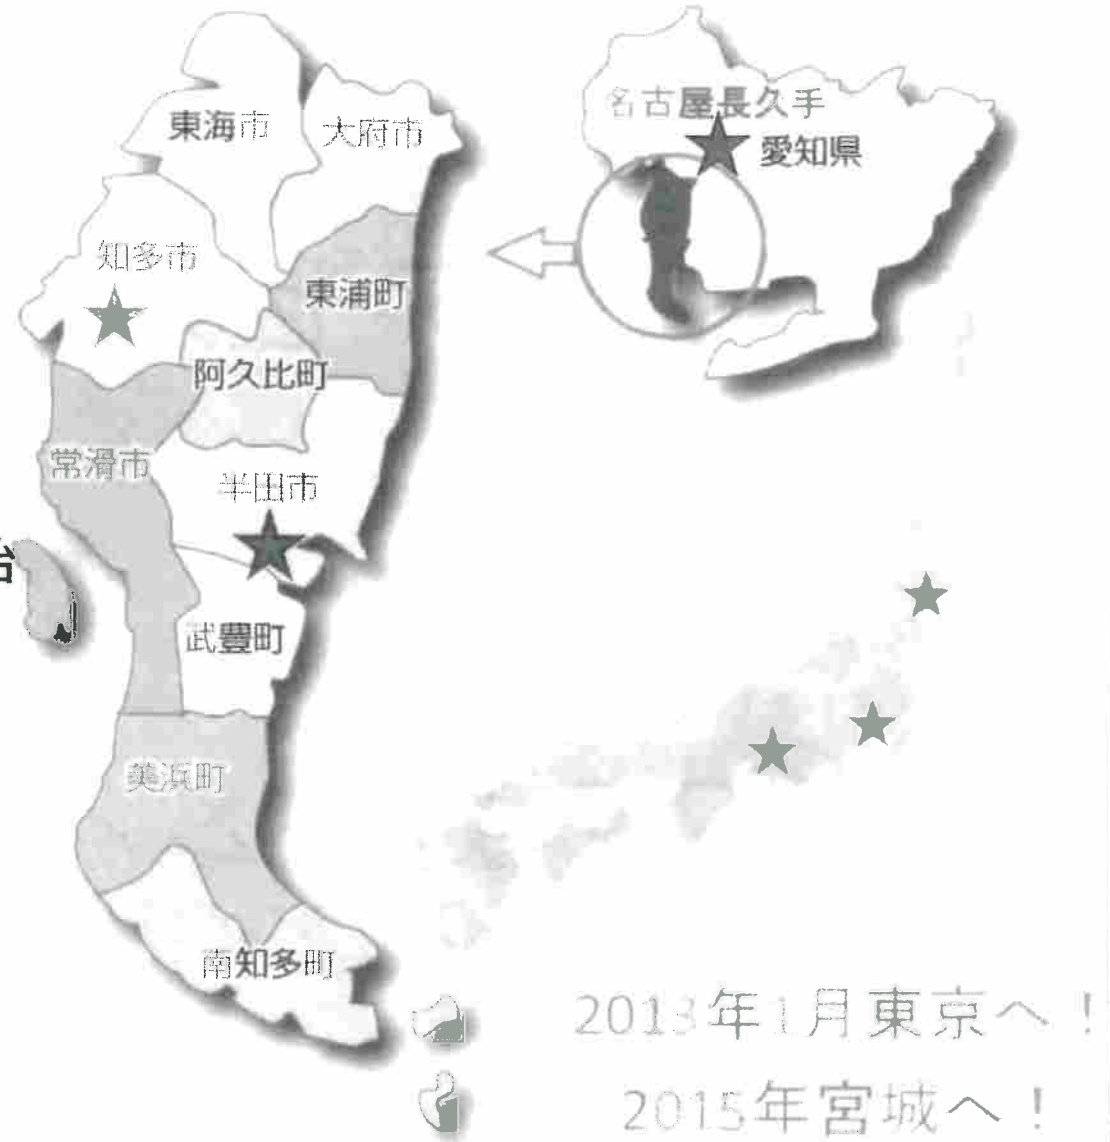 名古屋長久手
愛知県
東海市
大府市
知多市
東浦町
阿久比町
常滑市
半田市
武豊町
美浜町
南知多町
2013年1月東京へ!
2015年宮城へ!